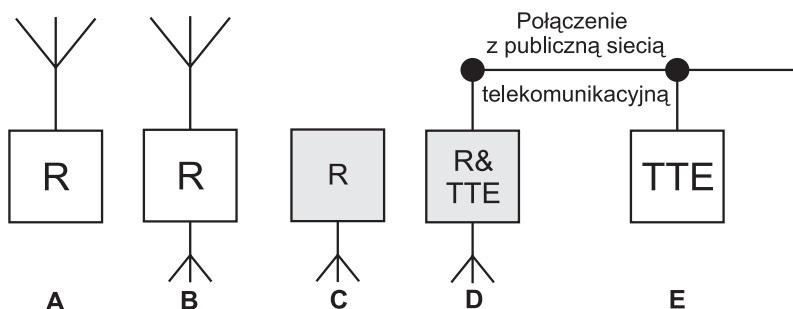 Połączenie
z publiczną siecią
telekomunikacyjną
R
R
R
R&
TTE
TTE
A
B
C
D
E